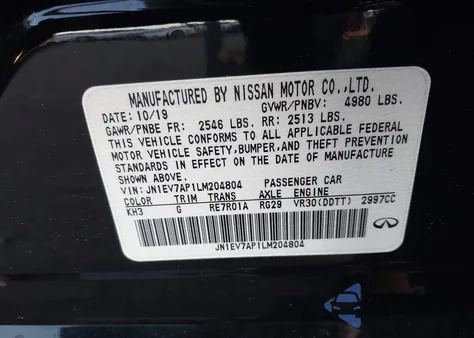 MANUFACTURED BY NISSAN MOTOR CO.,LTD.
DATE: 10/19 GVWR/PNBV: 4980 LBS.
GAWR/PNBE FR: 2546 LBS. RR: 2513 LBS.
THIS VEHICLE CONFORMS TO ALL APPLICABLE FEDERAL
MOTOR VEHICLE SAFETY,BUMPER,AND THEFT PREVENTION
STANDARDS IN EFFECT ON THE DATE OF MANUFACTURE
SHOWN ABOVE.
VIN: JN1EV7AP1LM204804 PASSENGER CAR
COLOR TRIM TRANS AXLE ENGINE
KH3 G RE7R01A RG29 VR30(DDTT) 2997CC
JN1EV7AP1LM204804